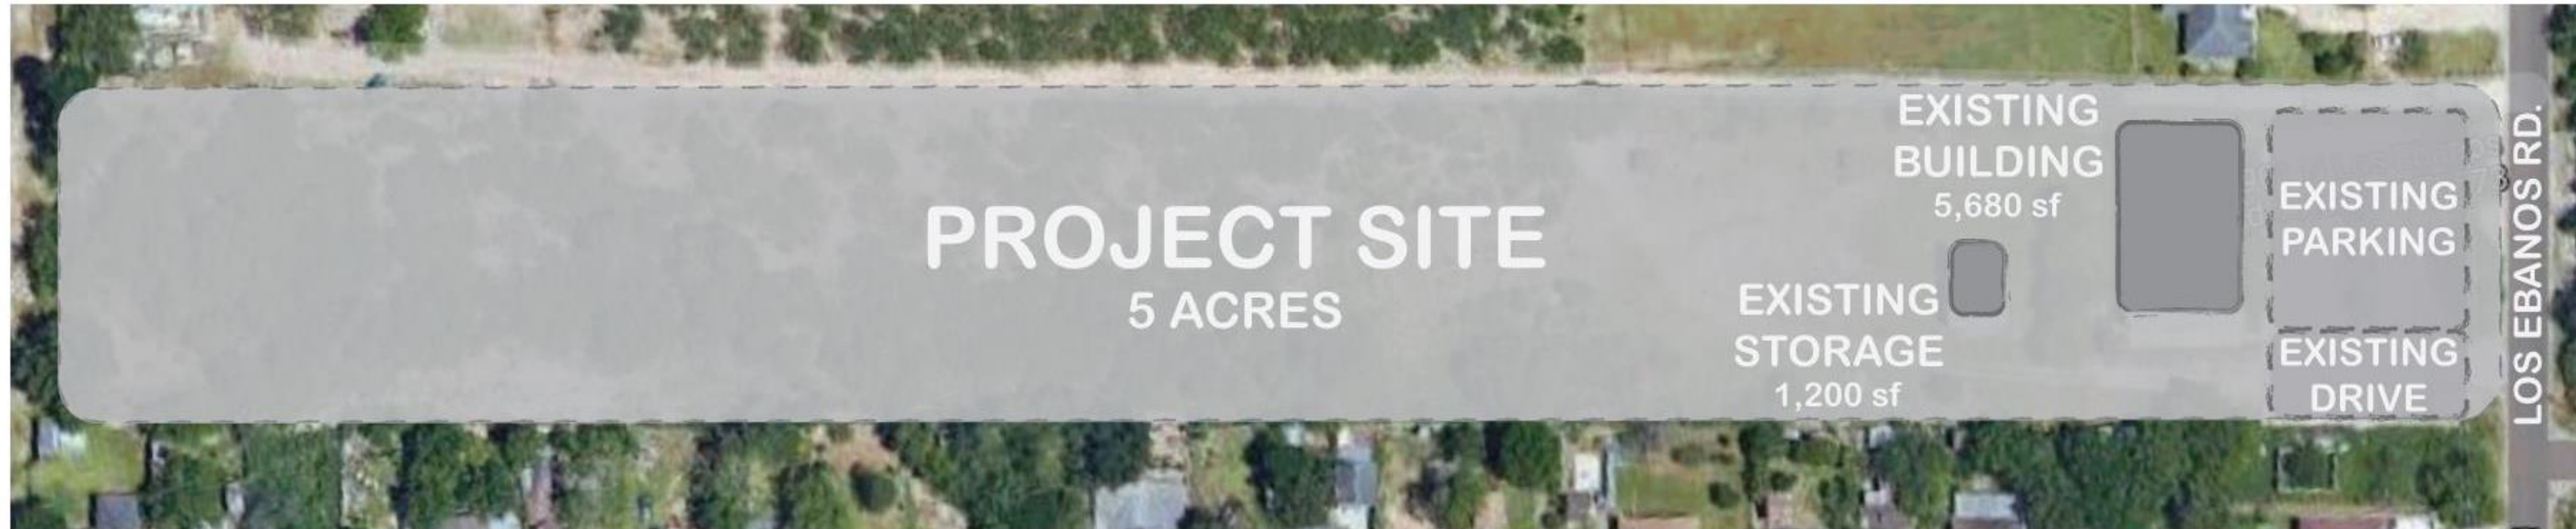 PROJECT SITE
5 ACRES
EXISTING
BUILDING
5,680 sf
EXISTING
STORAGE
1,200 sf
EXISTING
PARKING
EXISTING
DRIVE
LOS EBANOS RD.